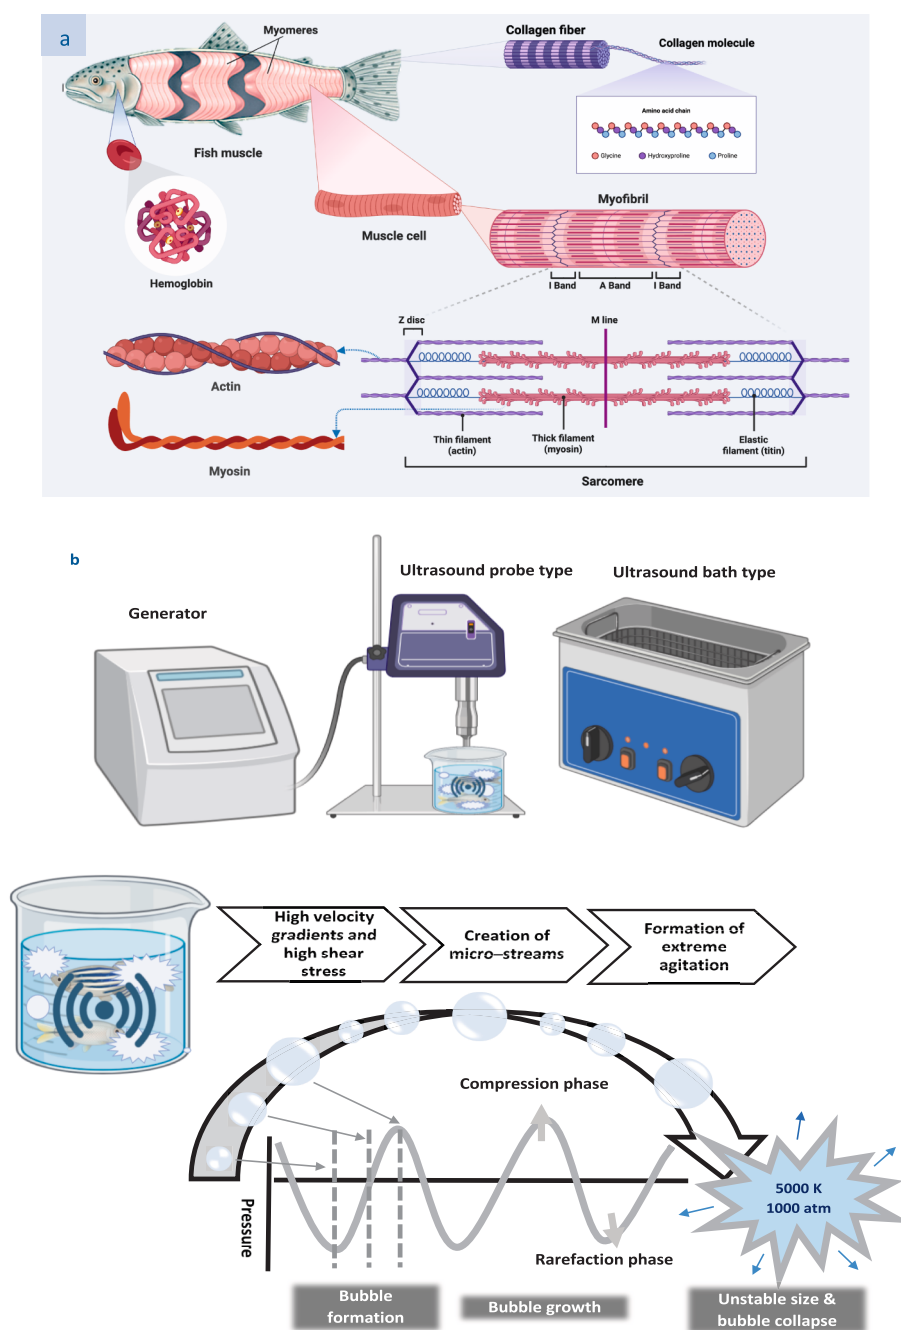 a
Myomeres
Collagen fiber
Collagen molecule
Amino acid chain
Glycine
Hydroxyproline
Proline
Fish muscle
Hemoglobin
Muscle cell
Myofibril
I Band
A Band
I Band
Z disc
M line
Actin
Myosin
Thin filament
(actin)
Thick filament
(myosin)
Elastic
filament (titin)
Sarcomere
b
Generator
Ultrasound probe type
Ultrasound bath type
High velocity
gradients and
high shear
stress
Creation of
micro–streams
Formation of
extreme
agitation
Compression phase
Pressure
Rarefaction phase
5000 K
1000 atm
Bubble
formation
Bubble growth
Unstable size &
bubble collapse